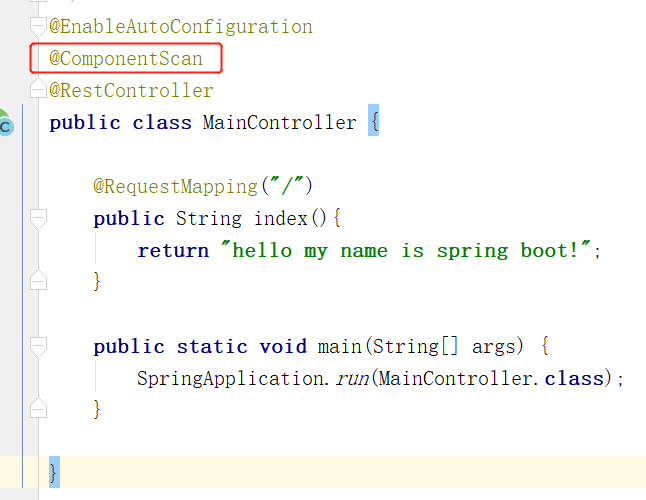 @EnableAutoConfiguration
@ComponentScan
@RestController
public class MainController {
@RequestMapping("/")
public String index(){
return "hello my name is spring boot!";
}
public static void main(String[] args) {
SpringApplication.run(MainController.class);
}
}
C